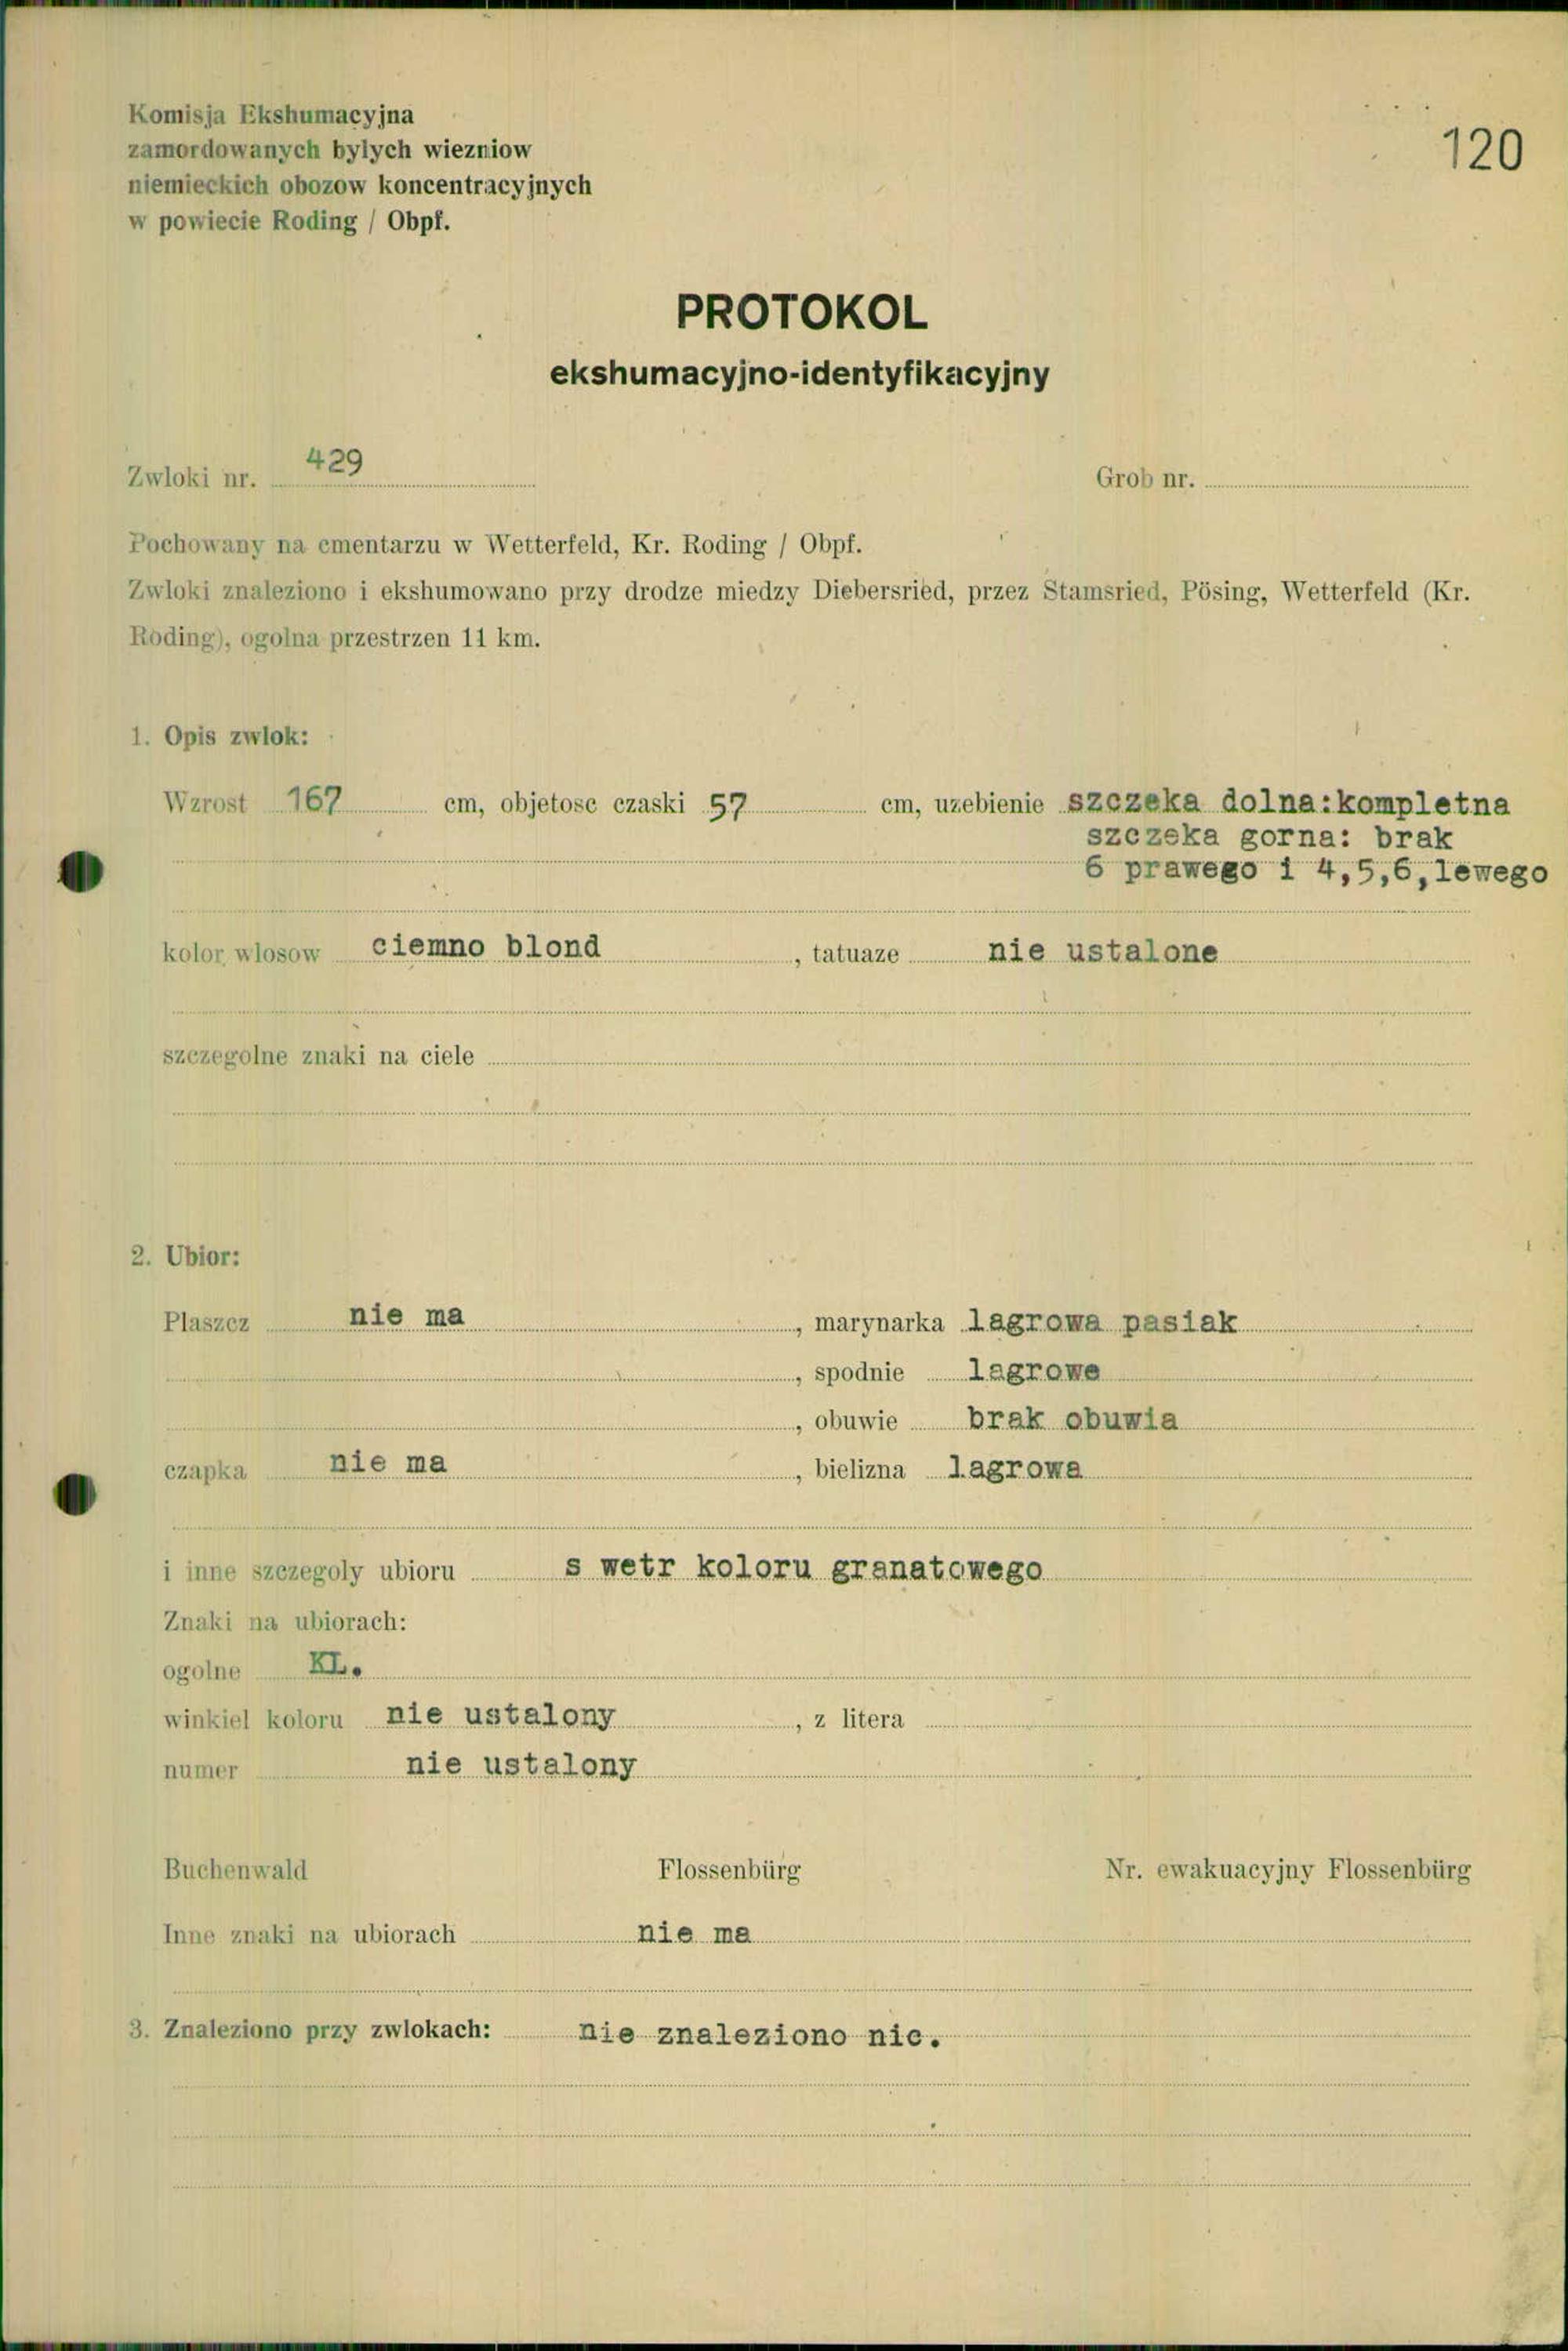 Komisja Ekshumacyjna
zamordowanych bylych wiezniow
niemieckich obozow koncentracyjnych
w powiecie Roding / Obpf.
120
PROTOKOL
ekshumacyjno-identyfikacyjny
Zwloki nr. 429 Grob nr.
Pochowany na cmentarzu w Wetterfeld, Kr. Roding / Obpf.
Zwloki znaleziono i ekshumowano przy drodze miedzy Diebersried, przez Stamsried, Pösing, Wetterfeld (Kr.
Roding), ogolna przestrzen 11 km.
1. Opis zwlok:
Wzrost 167 cm, objetosc czaski 57 cm, uzebienie szczeka dolna:kompletna
szczeka gorna: brak
6 prawego i 4,5,6,lewego
kolor wlosow ciemno blond , tatuaze nie ustalone
szczegolne znaki na ciele
2. Ubior:
Plaszcz nie ma , marynarka lagrowa pasiak
, spodnie lagrowe
, obuwie brak obuwia
czapka nie ma , bielizna lagrowa
i inne szczegoly ubioru s wetr koloru granatowego
Znaki na ubiorach:
ogolne KL.
winkiel koloru nie ustalony , z litera
numer nie ustalony
Buchenwald Flossenbürg Nr. ewakuacyjny Flossenbürg
Inne znaki na ubiorach nie ma
3. Znaleziono przy zwlokach: nie znaleziono nic.